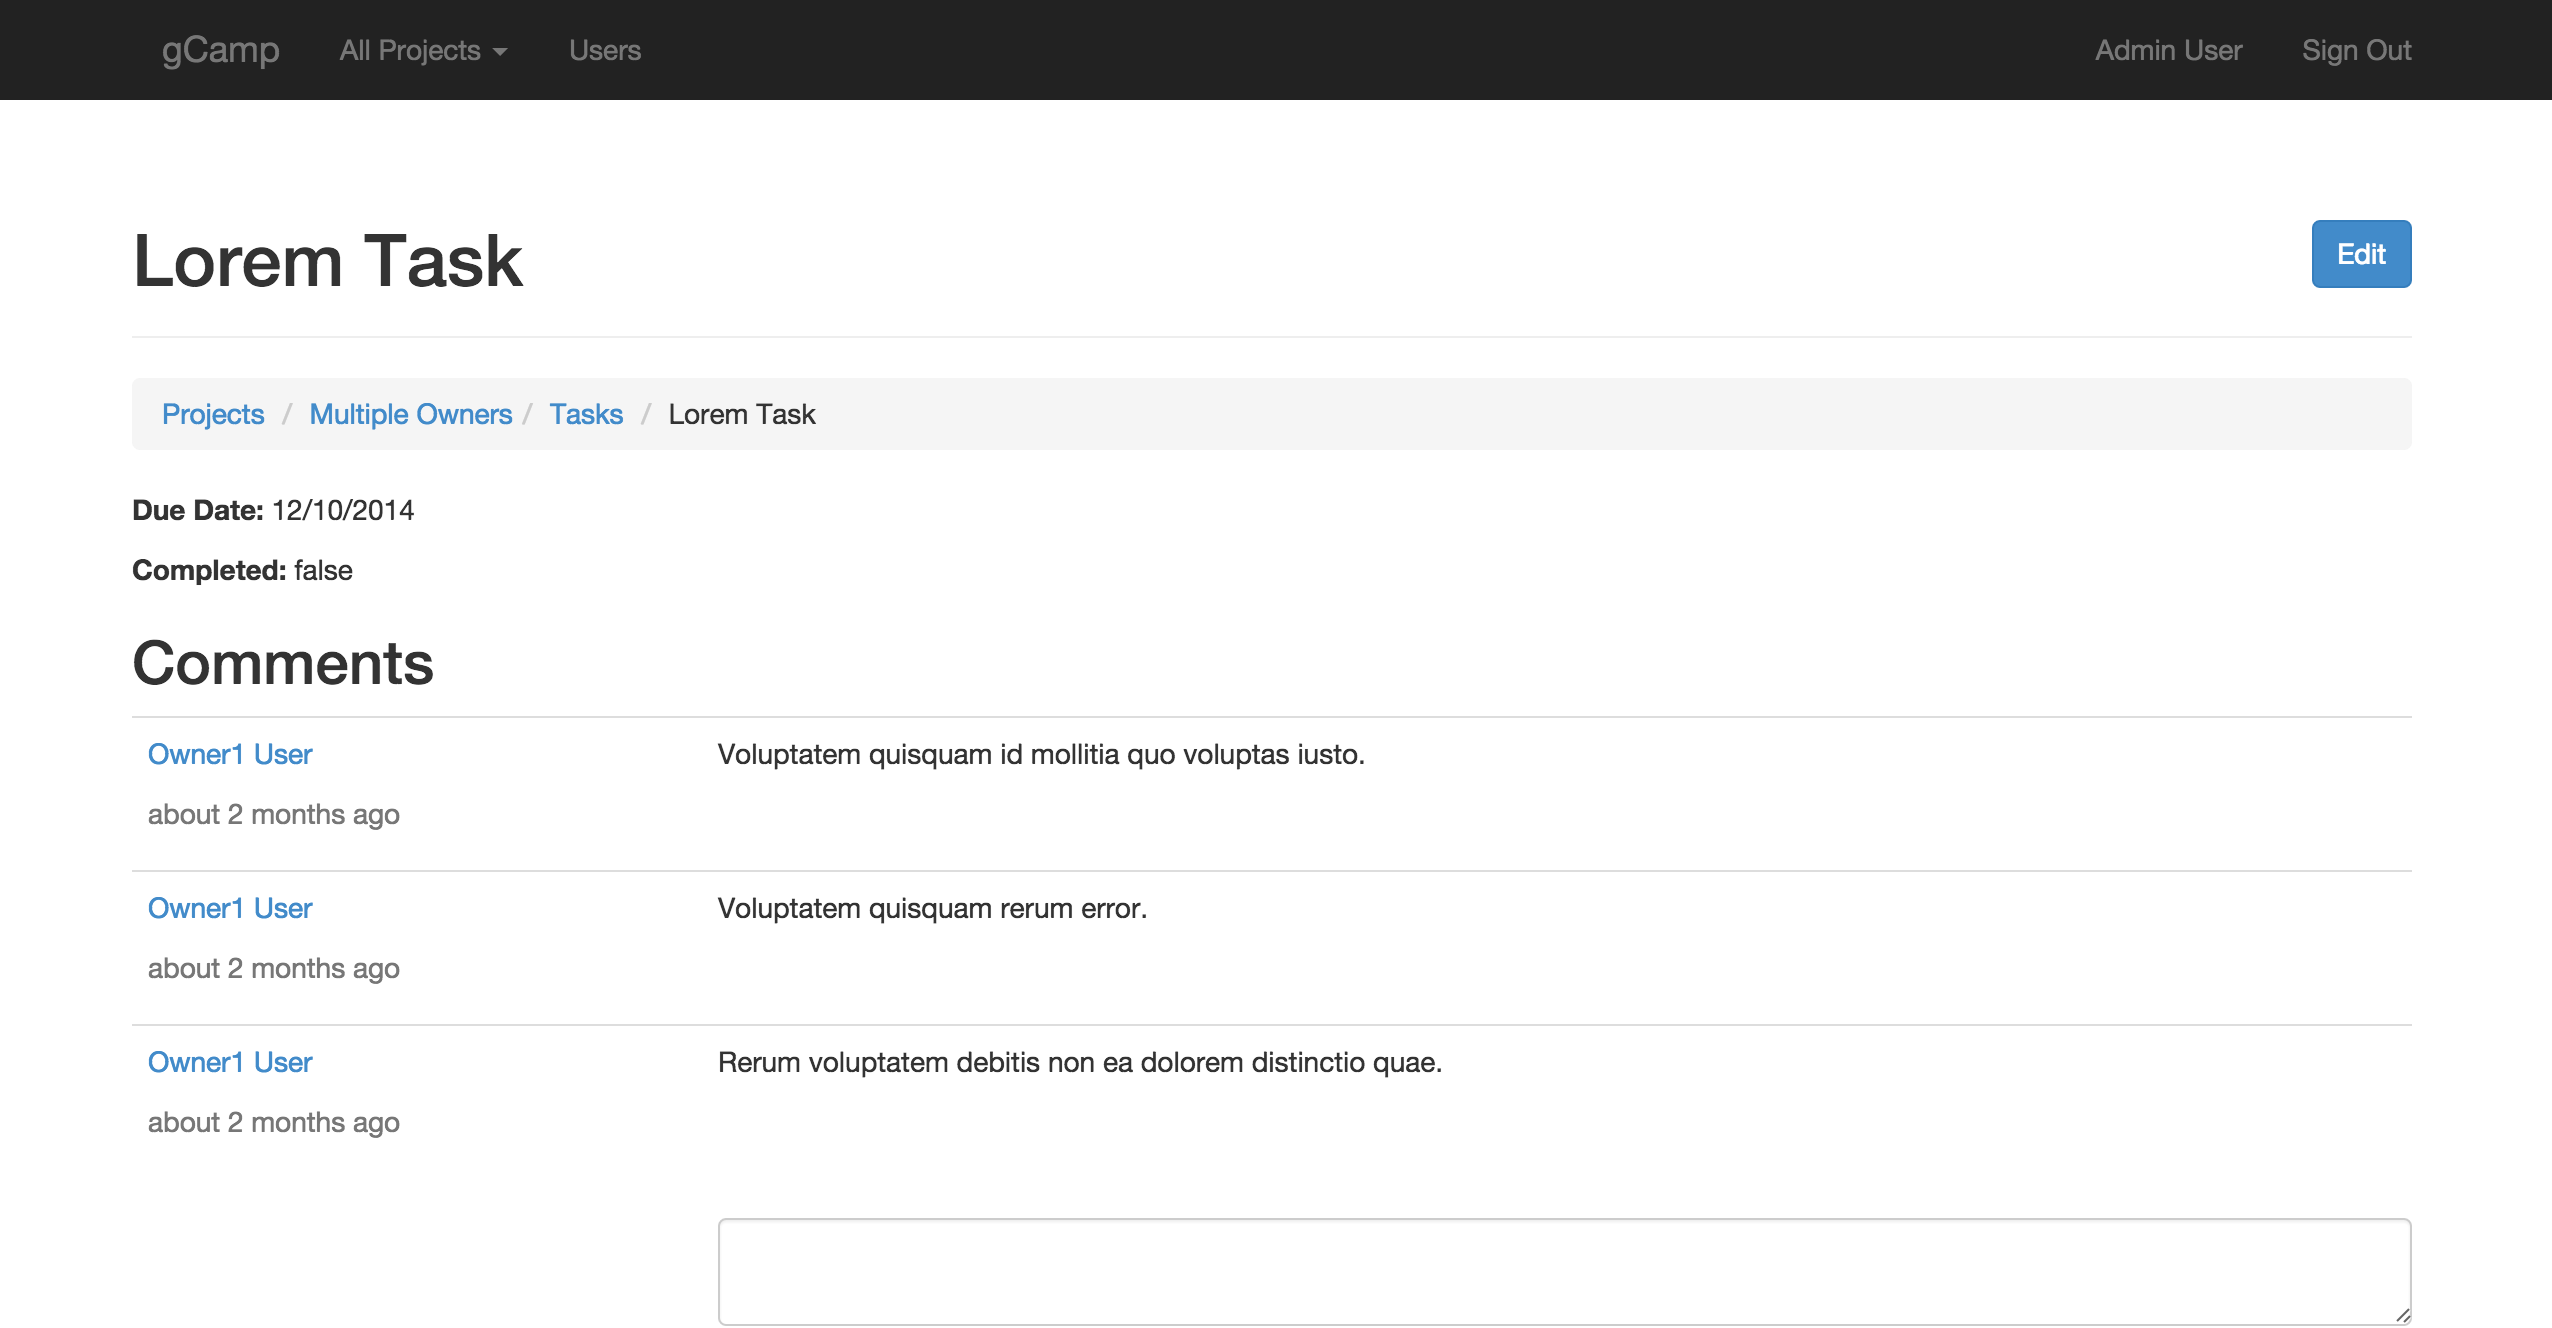 gCamp All Projects Users Admin User Sign Out
Lorem Task Edit
Projects / Multiple Owners / Tasks / Lorem Task
Due Date: 12/10/2014
Completed: false
Comments
Owner1 User Voluptatem quisquam id mollitia quo voluptas iusto.
about 2 months ago
Owner1 User Voluptatem quisquam rerum error.
about 2 months ago
Owner1 User Rerum voluptatem debitis non ea dolorem distinctio quae.
about 2 months ago